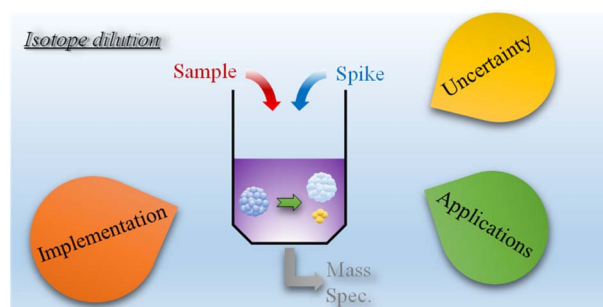 Isotope dilution
Sample
Spike
Uncertainty
Implementation
Applications
Mass
Spec.